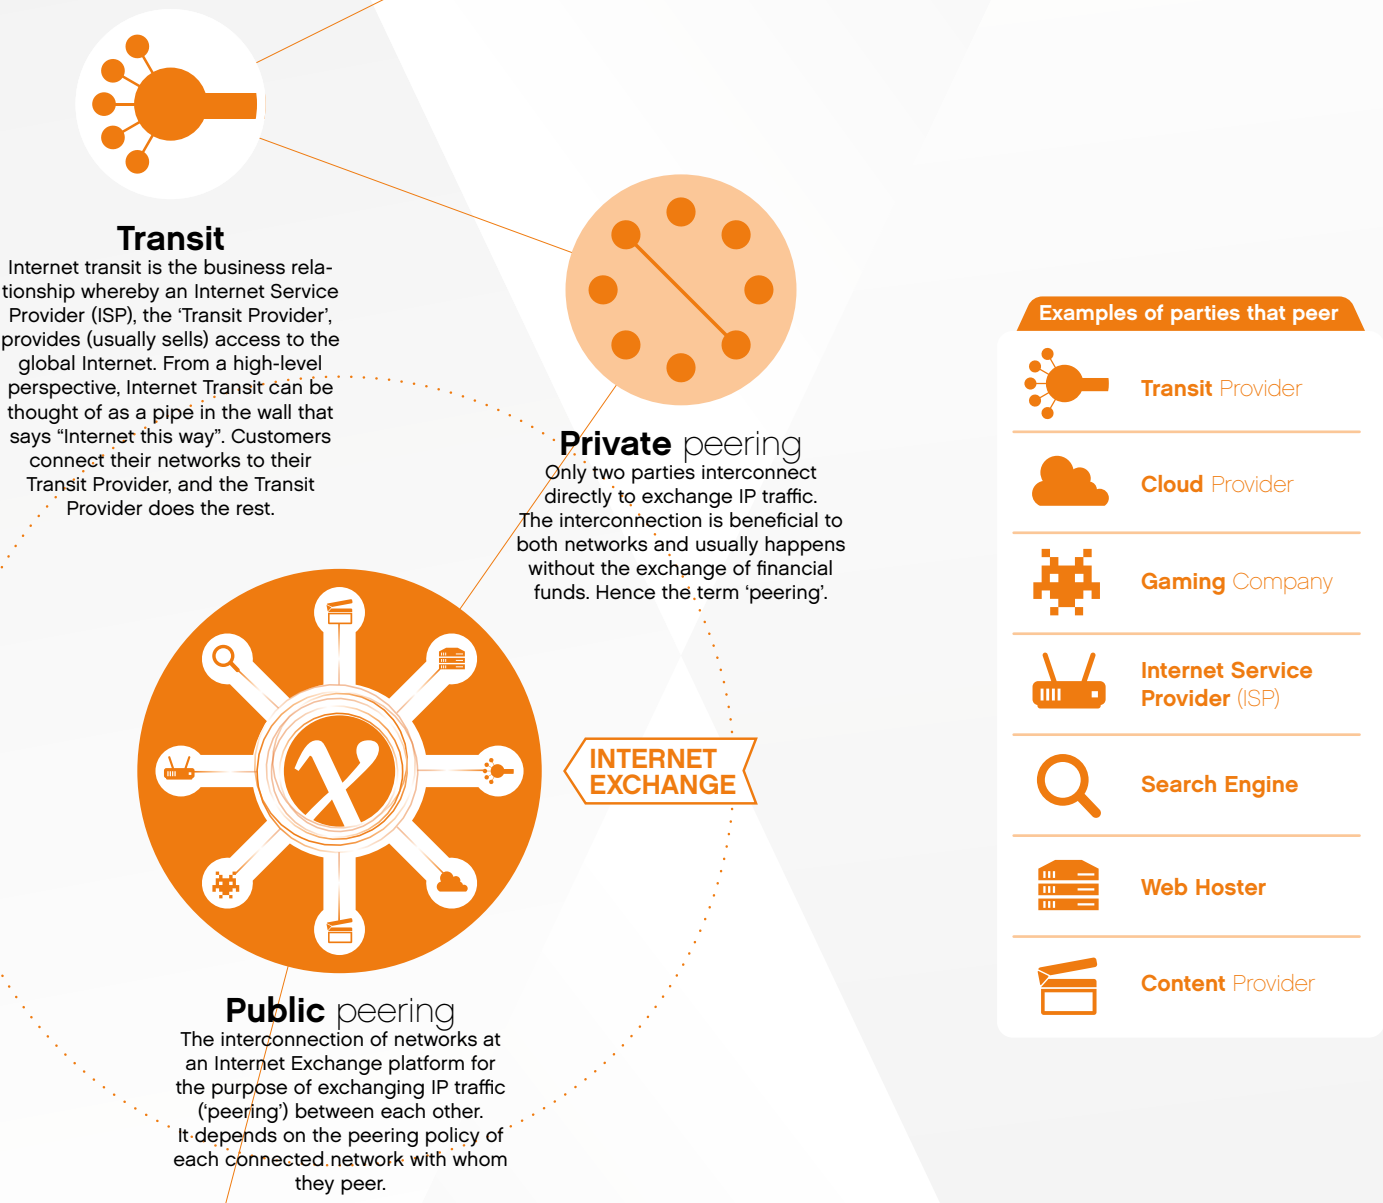 Transit
Internet transit is the business rela-
tionship whereby an Internet Service
Provider (ISP), the ‘Transit Provider’,
provides (usually sells) access to the
global Internet. From a high-level
perspective, Internet Transit can be
thought of as a pipe in the wall that
says “Internet this way”. Customers
connect their networks to their
Transit Provider, and the Transit
Provider does the rest.
Private peering
Only two parties interconnect
directly to exchange IP traffic.
The interconnection is beneficial to
both networks and usually happens
without the exchange of financial
funds. Hence the term ‘peering’.
INTERNET
EXCHANGE
Public peering
The interconnection of networks at
an Internet Exchange platform for
the purpose of exchanging IP traffic
(‘peering’) between each other.
It depends on the peering policy of
each connected network with whom
they peer.
Examples of parties that peer
Transit Provider
Cloud Provider
Gaming Company
Internet Service
Provider (ISP)
Search Engine
Web Hoster
Content Provider